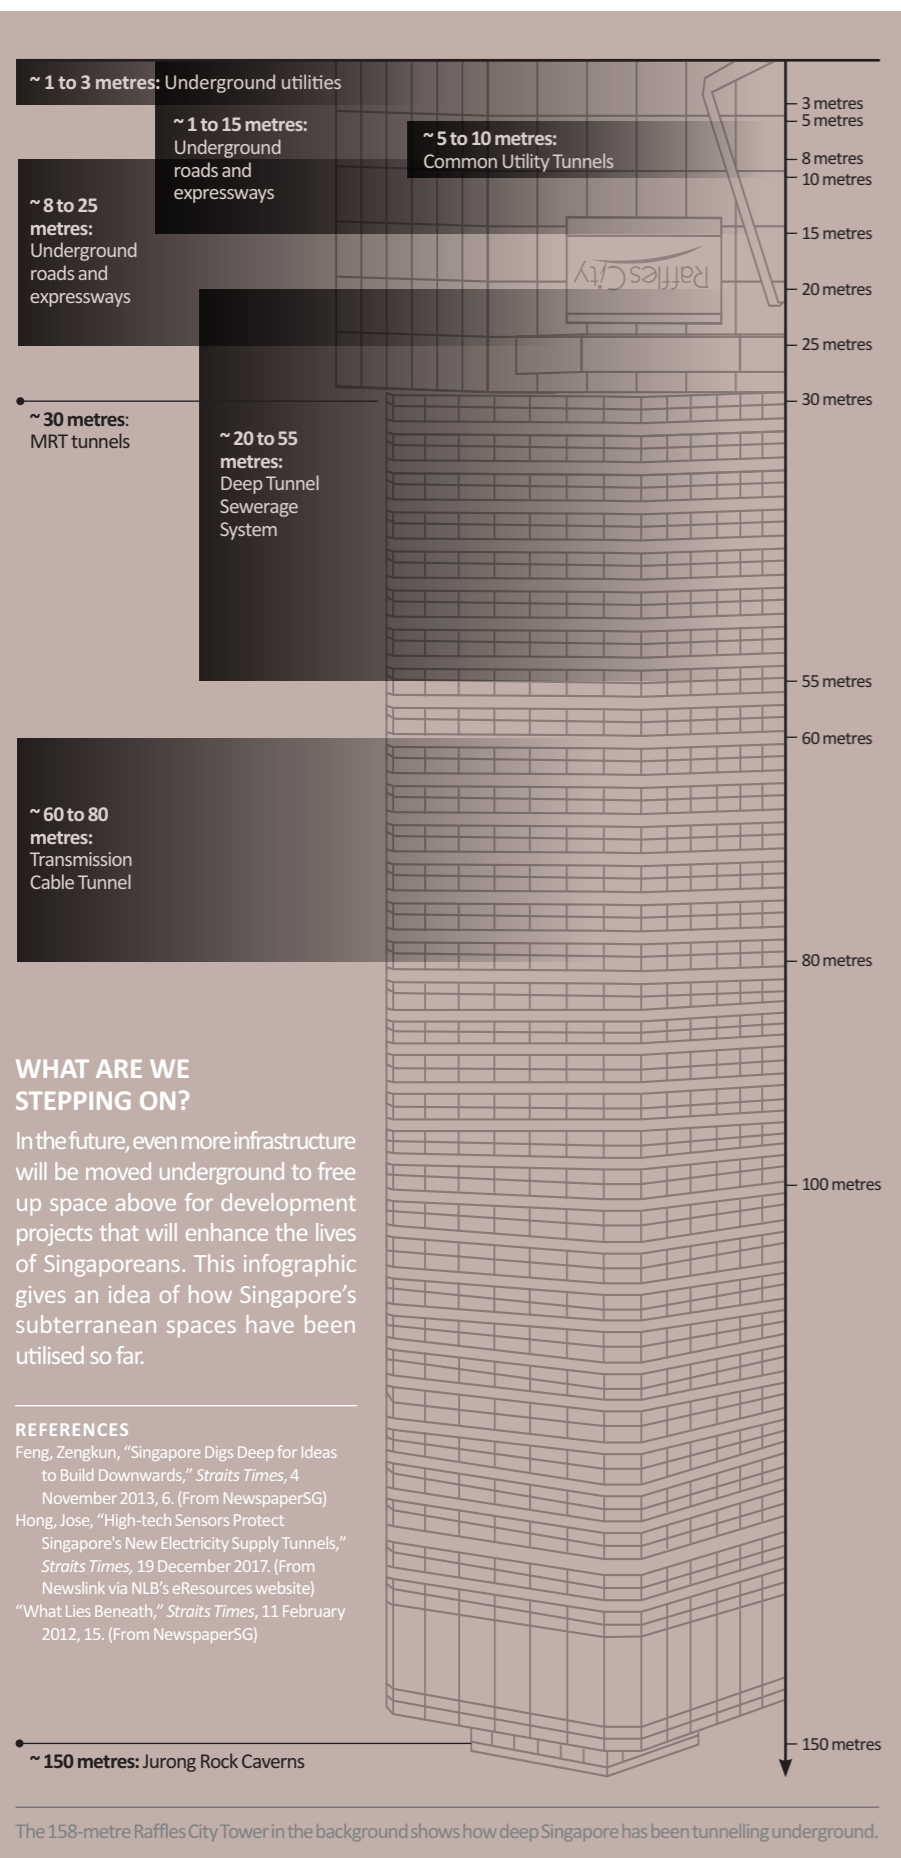 ~ 1 to 3 metres: Underground utilities
~ 1 to 15 metres:
Underground
roads and
expressways
~ 5 to 10 metres:
Common Utility Tunnels
~ 8 to 25
metres:
Underground
roads and
expressways
Raffles City
~ 30 metres:
MRT tunnels
~ 20 to 55
metres:
Deep Tunnel
Sewerage
System
~ 60 to 80
metres:
Transmission
Cable Tunnel
3 metres
5 metres
8 metres
10 metres
15 metres
20 metres
25 metres
30 metres
55 metres
60 metres
80 metres
100 metres
150 metres
WHAT ARE WE
STEPPING ON?
In the future, even more infrastructure
will be moved underground to free
up space above for development
projects that will enhance the lives
of Singaporeans. This infographic
gives an idea of how Singapore’s
subterranean spaces have been
utilised so far.
REFERENCES
Feng, Zengkun, “Singapore Digs Deep for Ideas
to Build Downwards,” Straits Times, 4
November 2013, 6. (From NewspaperSG)
Hong, Jose, “High-tech Sensors Protect
Singapore's New Electricity Supply Tunnels,”
Straits Times, 19 December 2017. (From
Newslink via NLB’s eResources website)
“What Lies Beneath,” Straits Times, 11 February
2012, 15. (From NewspaperSG)
~ 150 metres: Jurong Rock Caverns
The 158-metre Raffles City Tower in the background shows how deep Singapore has been tunnelling underground.